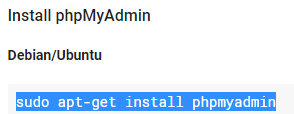 Install phpMyAdmin
Debian/Ubuntu
sudo apt-get install phpmyadmin